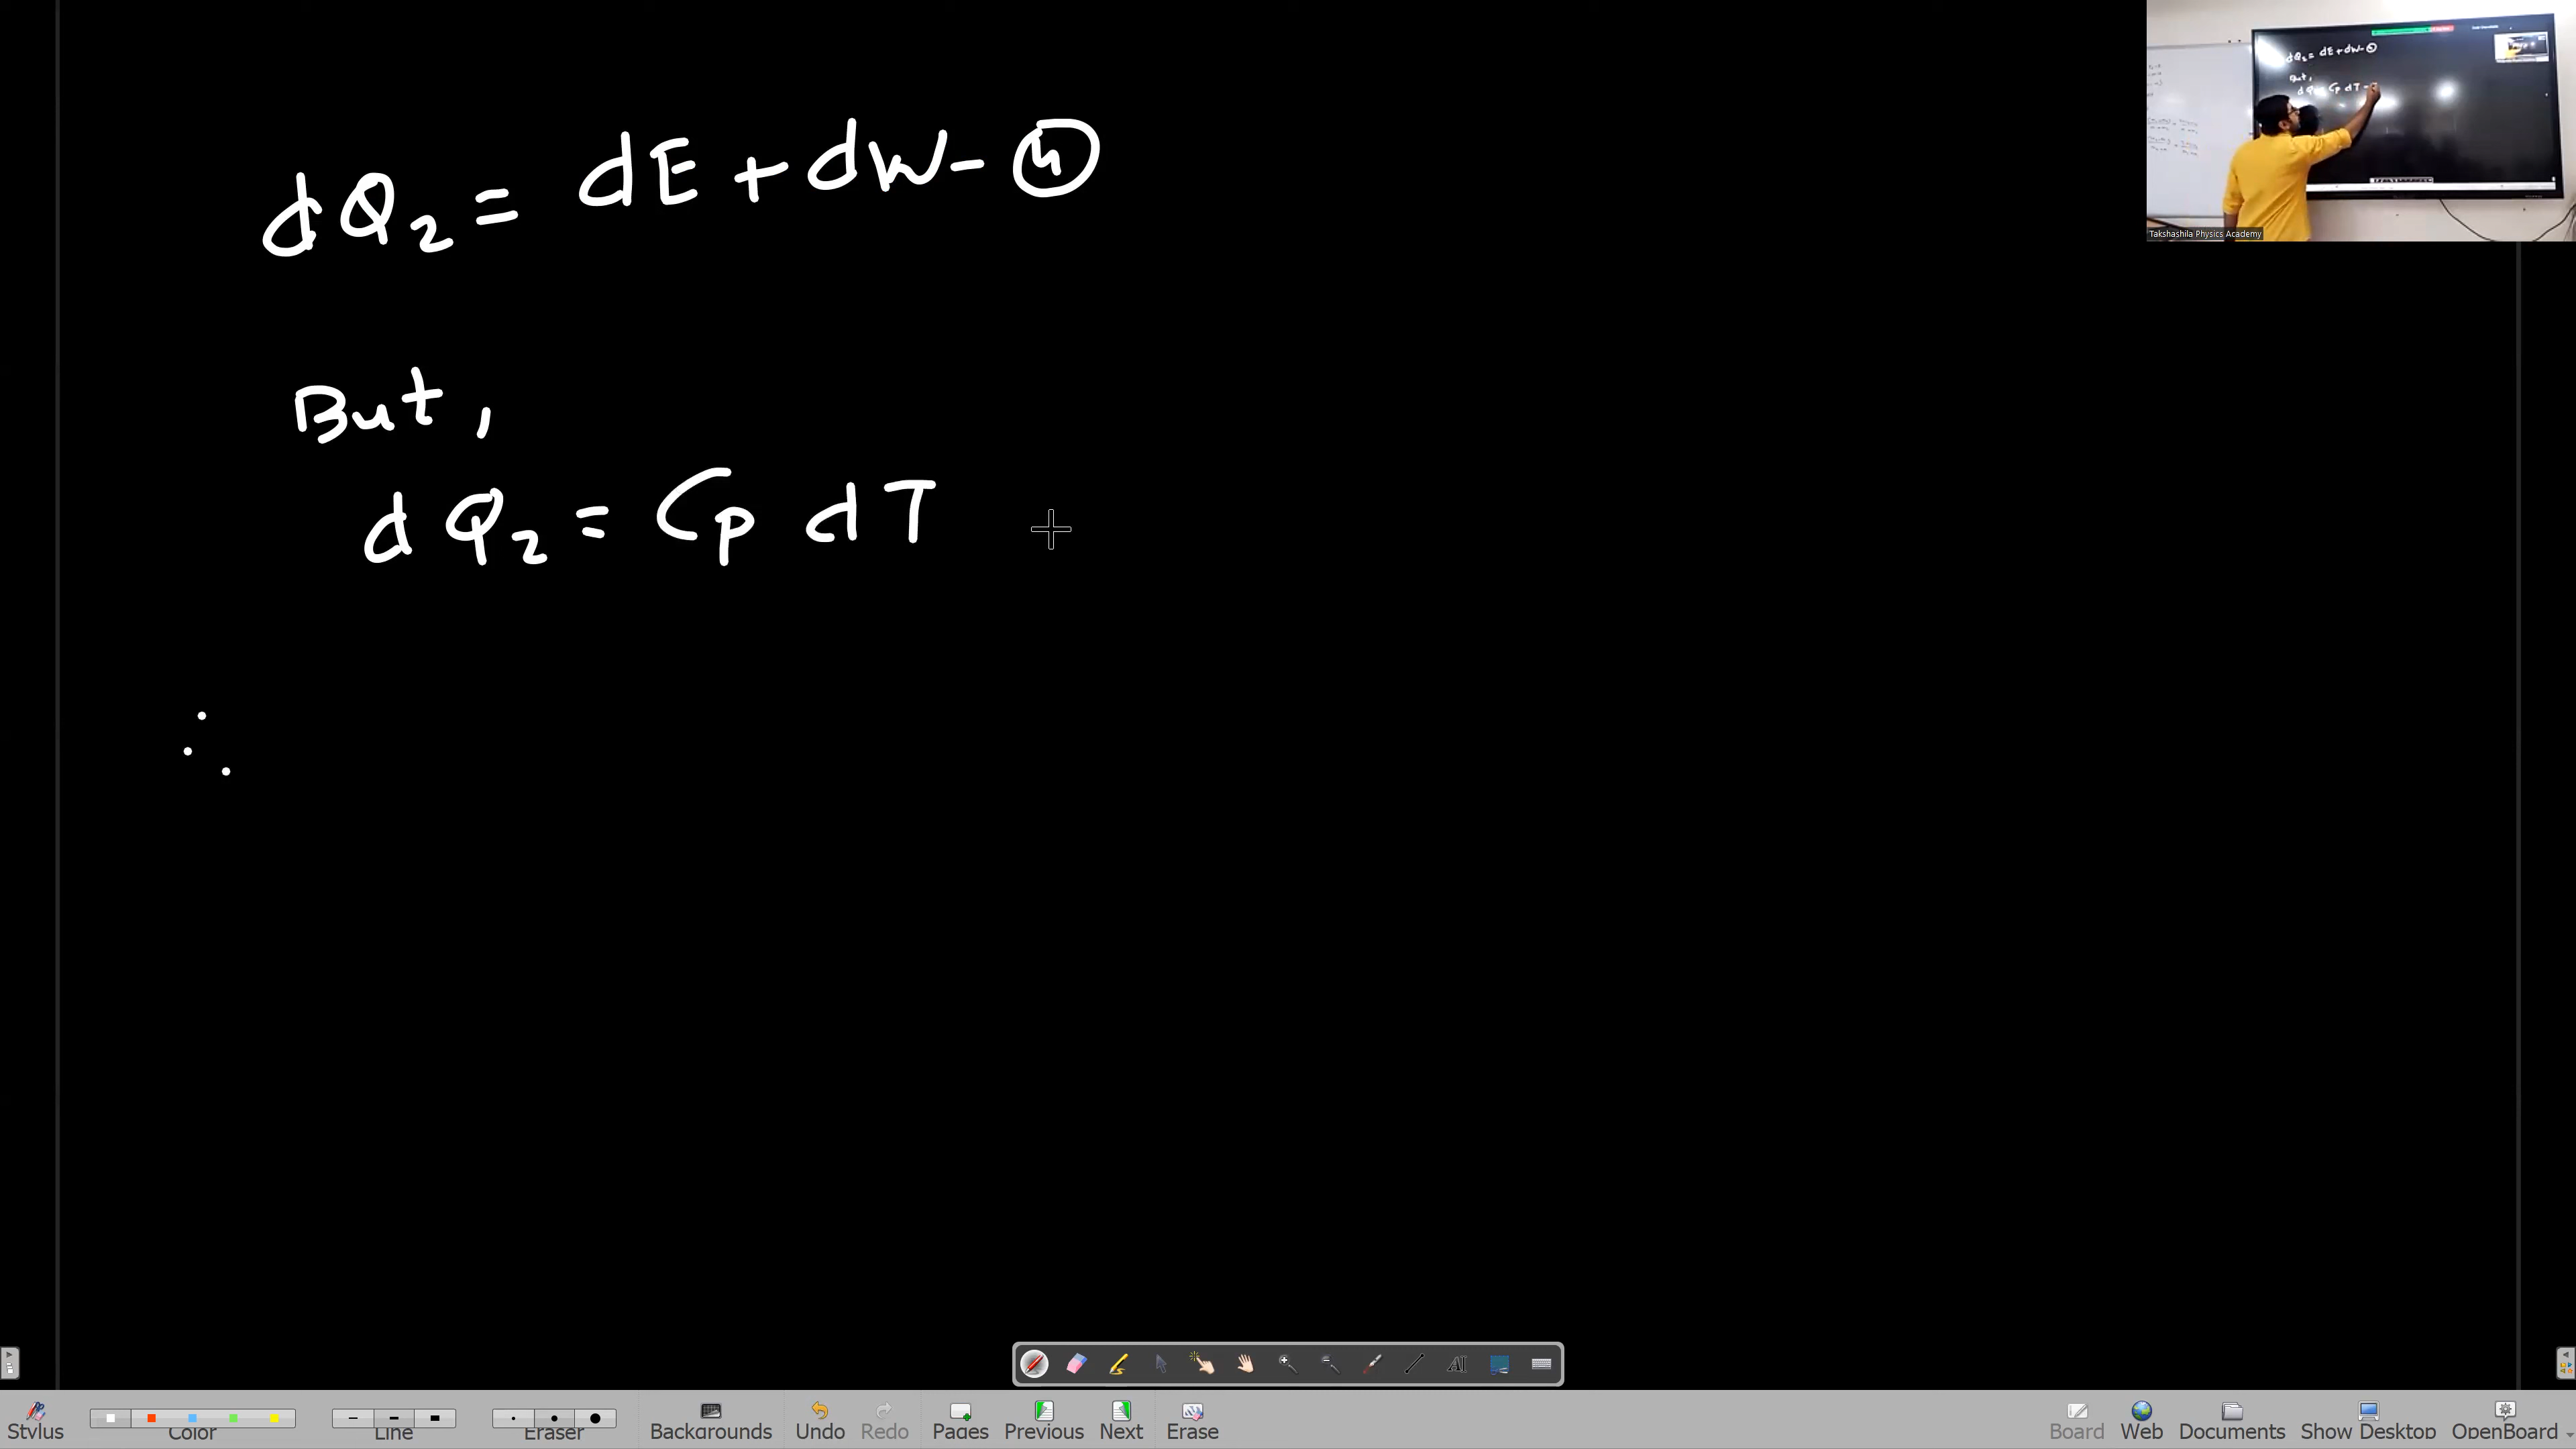 dQ₂ = dE + dW - ④
But,
dQ₂ = Cp dT
∴
Takshashila Physics Academy
Stylus Color Line Eraser Backgrounds Undo Redo Pages Previous Next Erase Board Web Documents Show Desktop OpenBoard